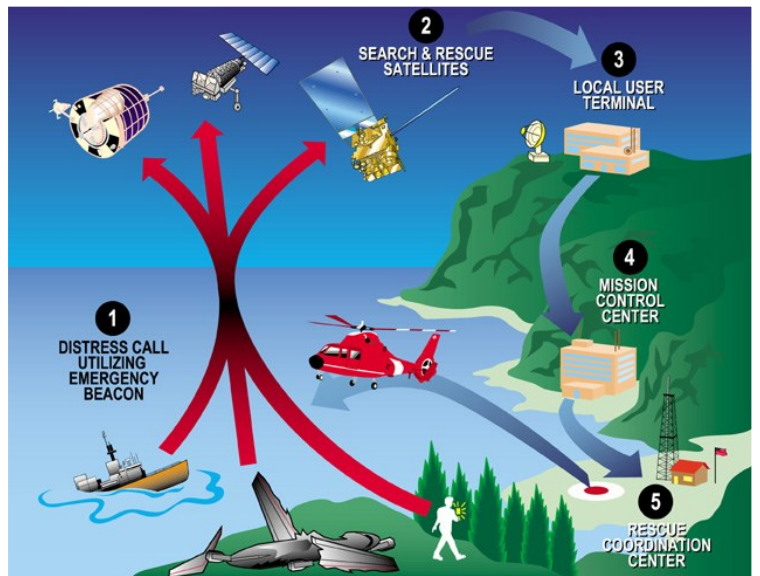 1
DISTRESS CALL
UTILIZING
EMERGENCY
BEACON
2
SEARCH & RESCUE
SATELLITES
3
LOCAL USER
TERMINAL
4
MISSION
CONTROL
CENTER
5
RESCUE
COORDINATION
CENTER